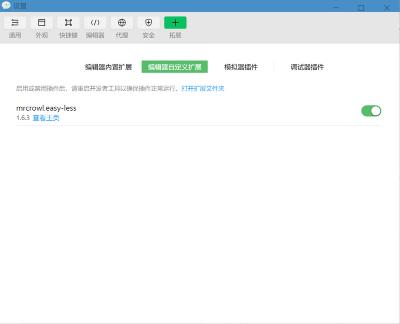 设置
通用 外观 快捷键 编辑器 代理 安全 拓展
编辑器内置扩展 编辑器自定义扩展 模拟器插件 调试器插件
启用或禁用插件后，请重启开发者工具以确保插件正常运行。打开扩展文件夹
mrcrowl.easy-less
1.6.3 查看主页